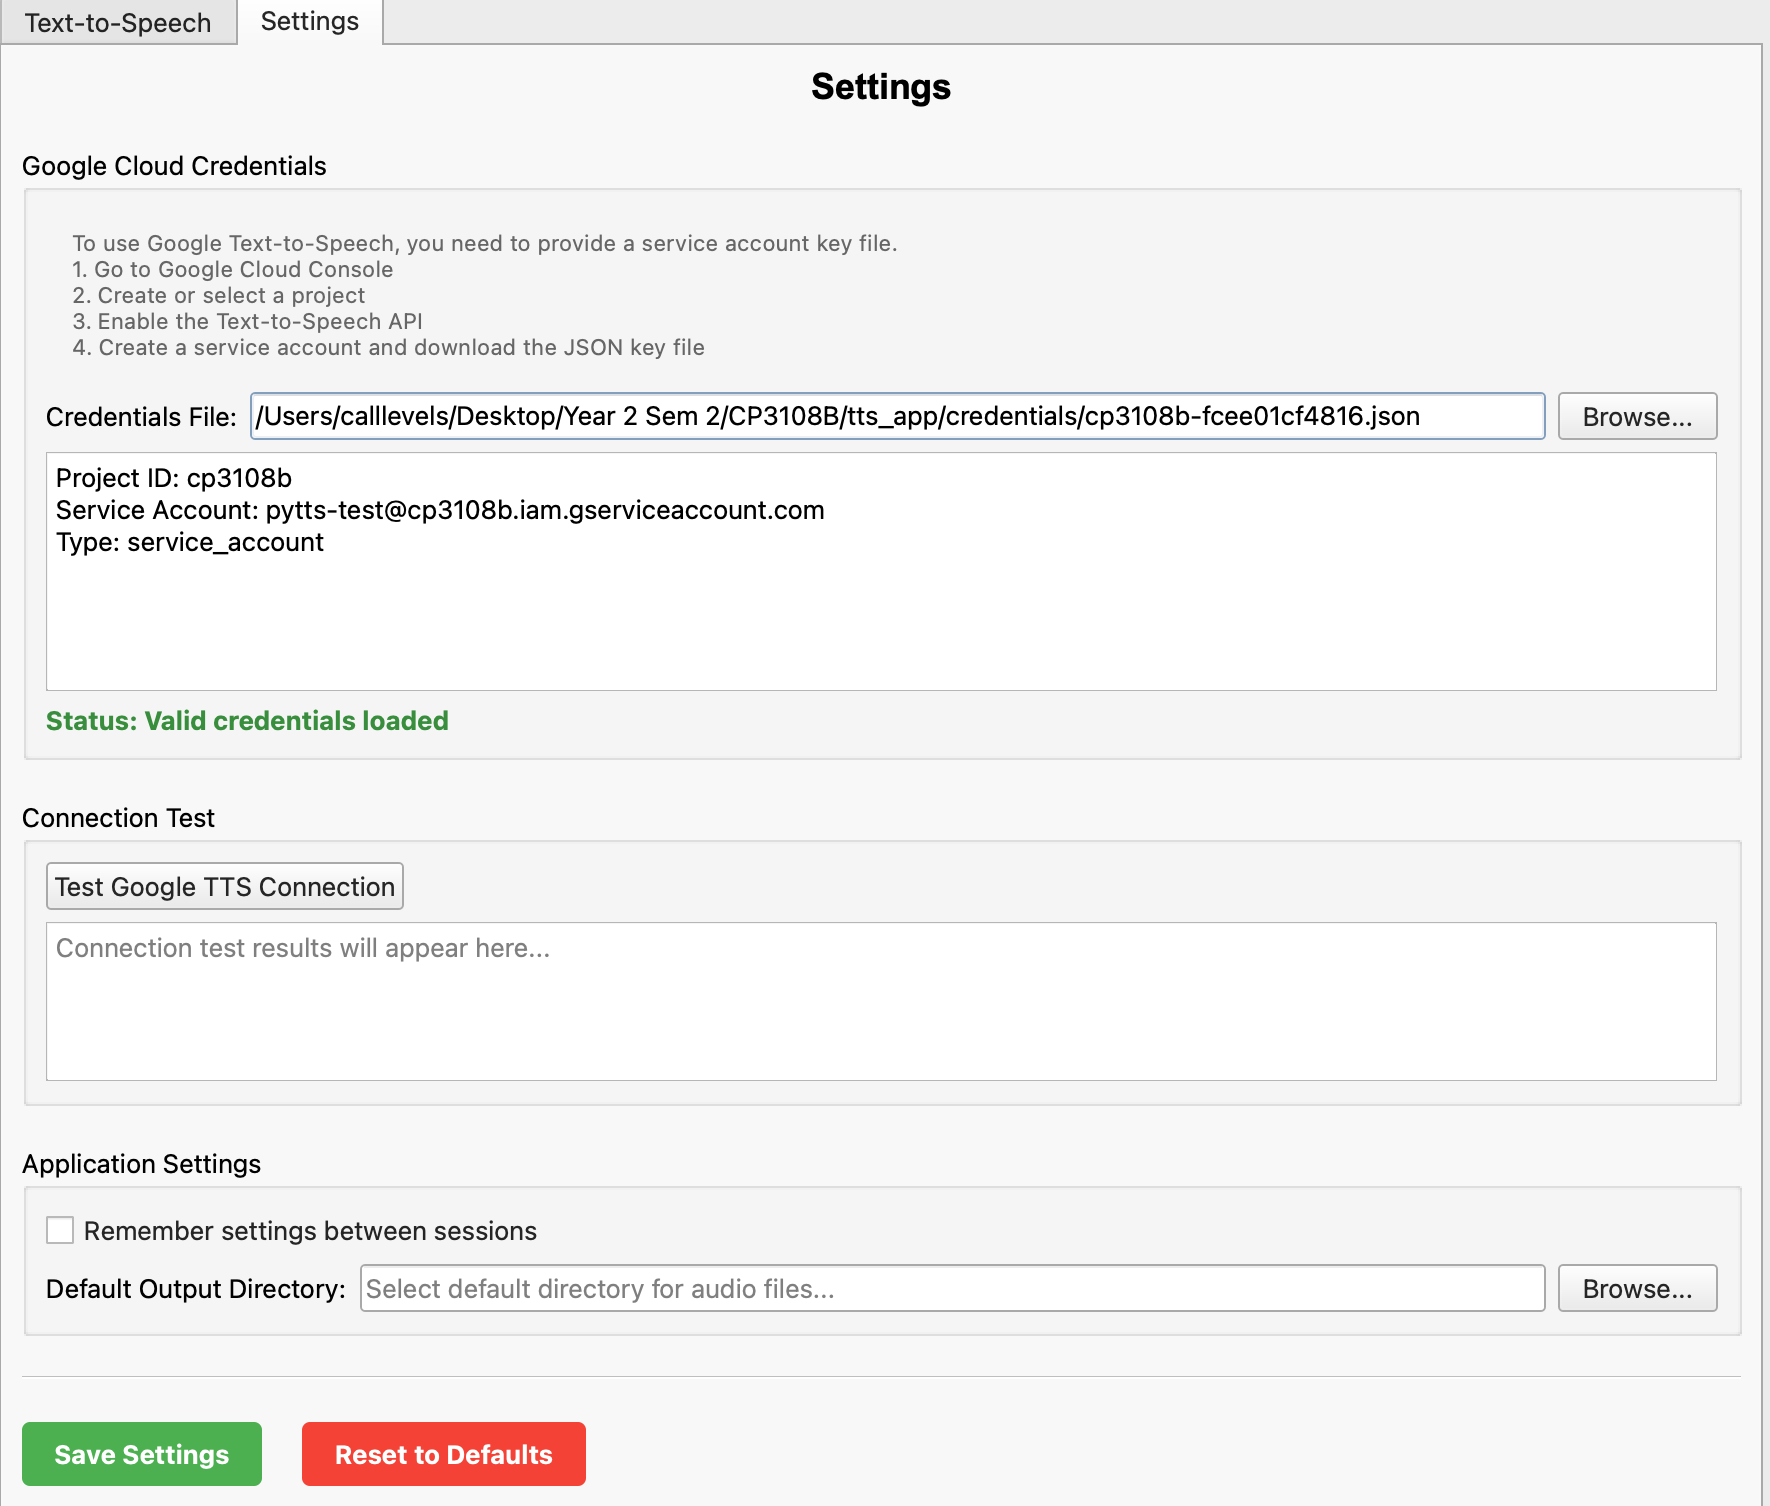 Text-to-Speech
Settings
Settings
Google Cloud Credentials
To use Google Text-to-Speech, you need to provide a service account key file.
1. Go to Google Cloud Console
2. Create or select a project
3. Enable the Text-to-Speech API
4. Create a service account and download the JSON key file
Credentials File: /Users/calllevels/Desktop/Year 2 Sem 2/CP3108B/tts_app/credentials/cp3108b-fcee01cf4816.json Browse...
Project ID: cp3108b
Service Account: pytts-test@cp3108b.iam.gserviceaccount.com
Type: service_account
Status: Valid credentials loaded
Connection Test
Test Google TTS Connection
Connection test results will appear here...
Application Settings
Remember settings between sessions
Default Output Directory: Select default directory for audio files... Browse...
Save Settings
Reset to Defaults